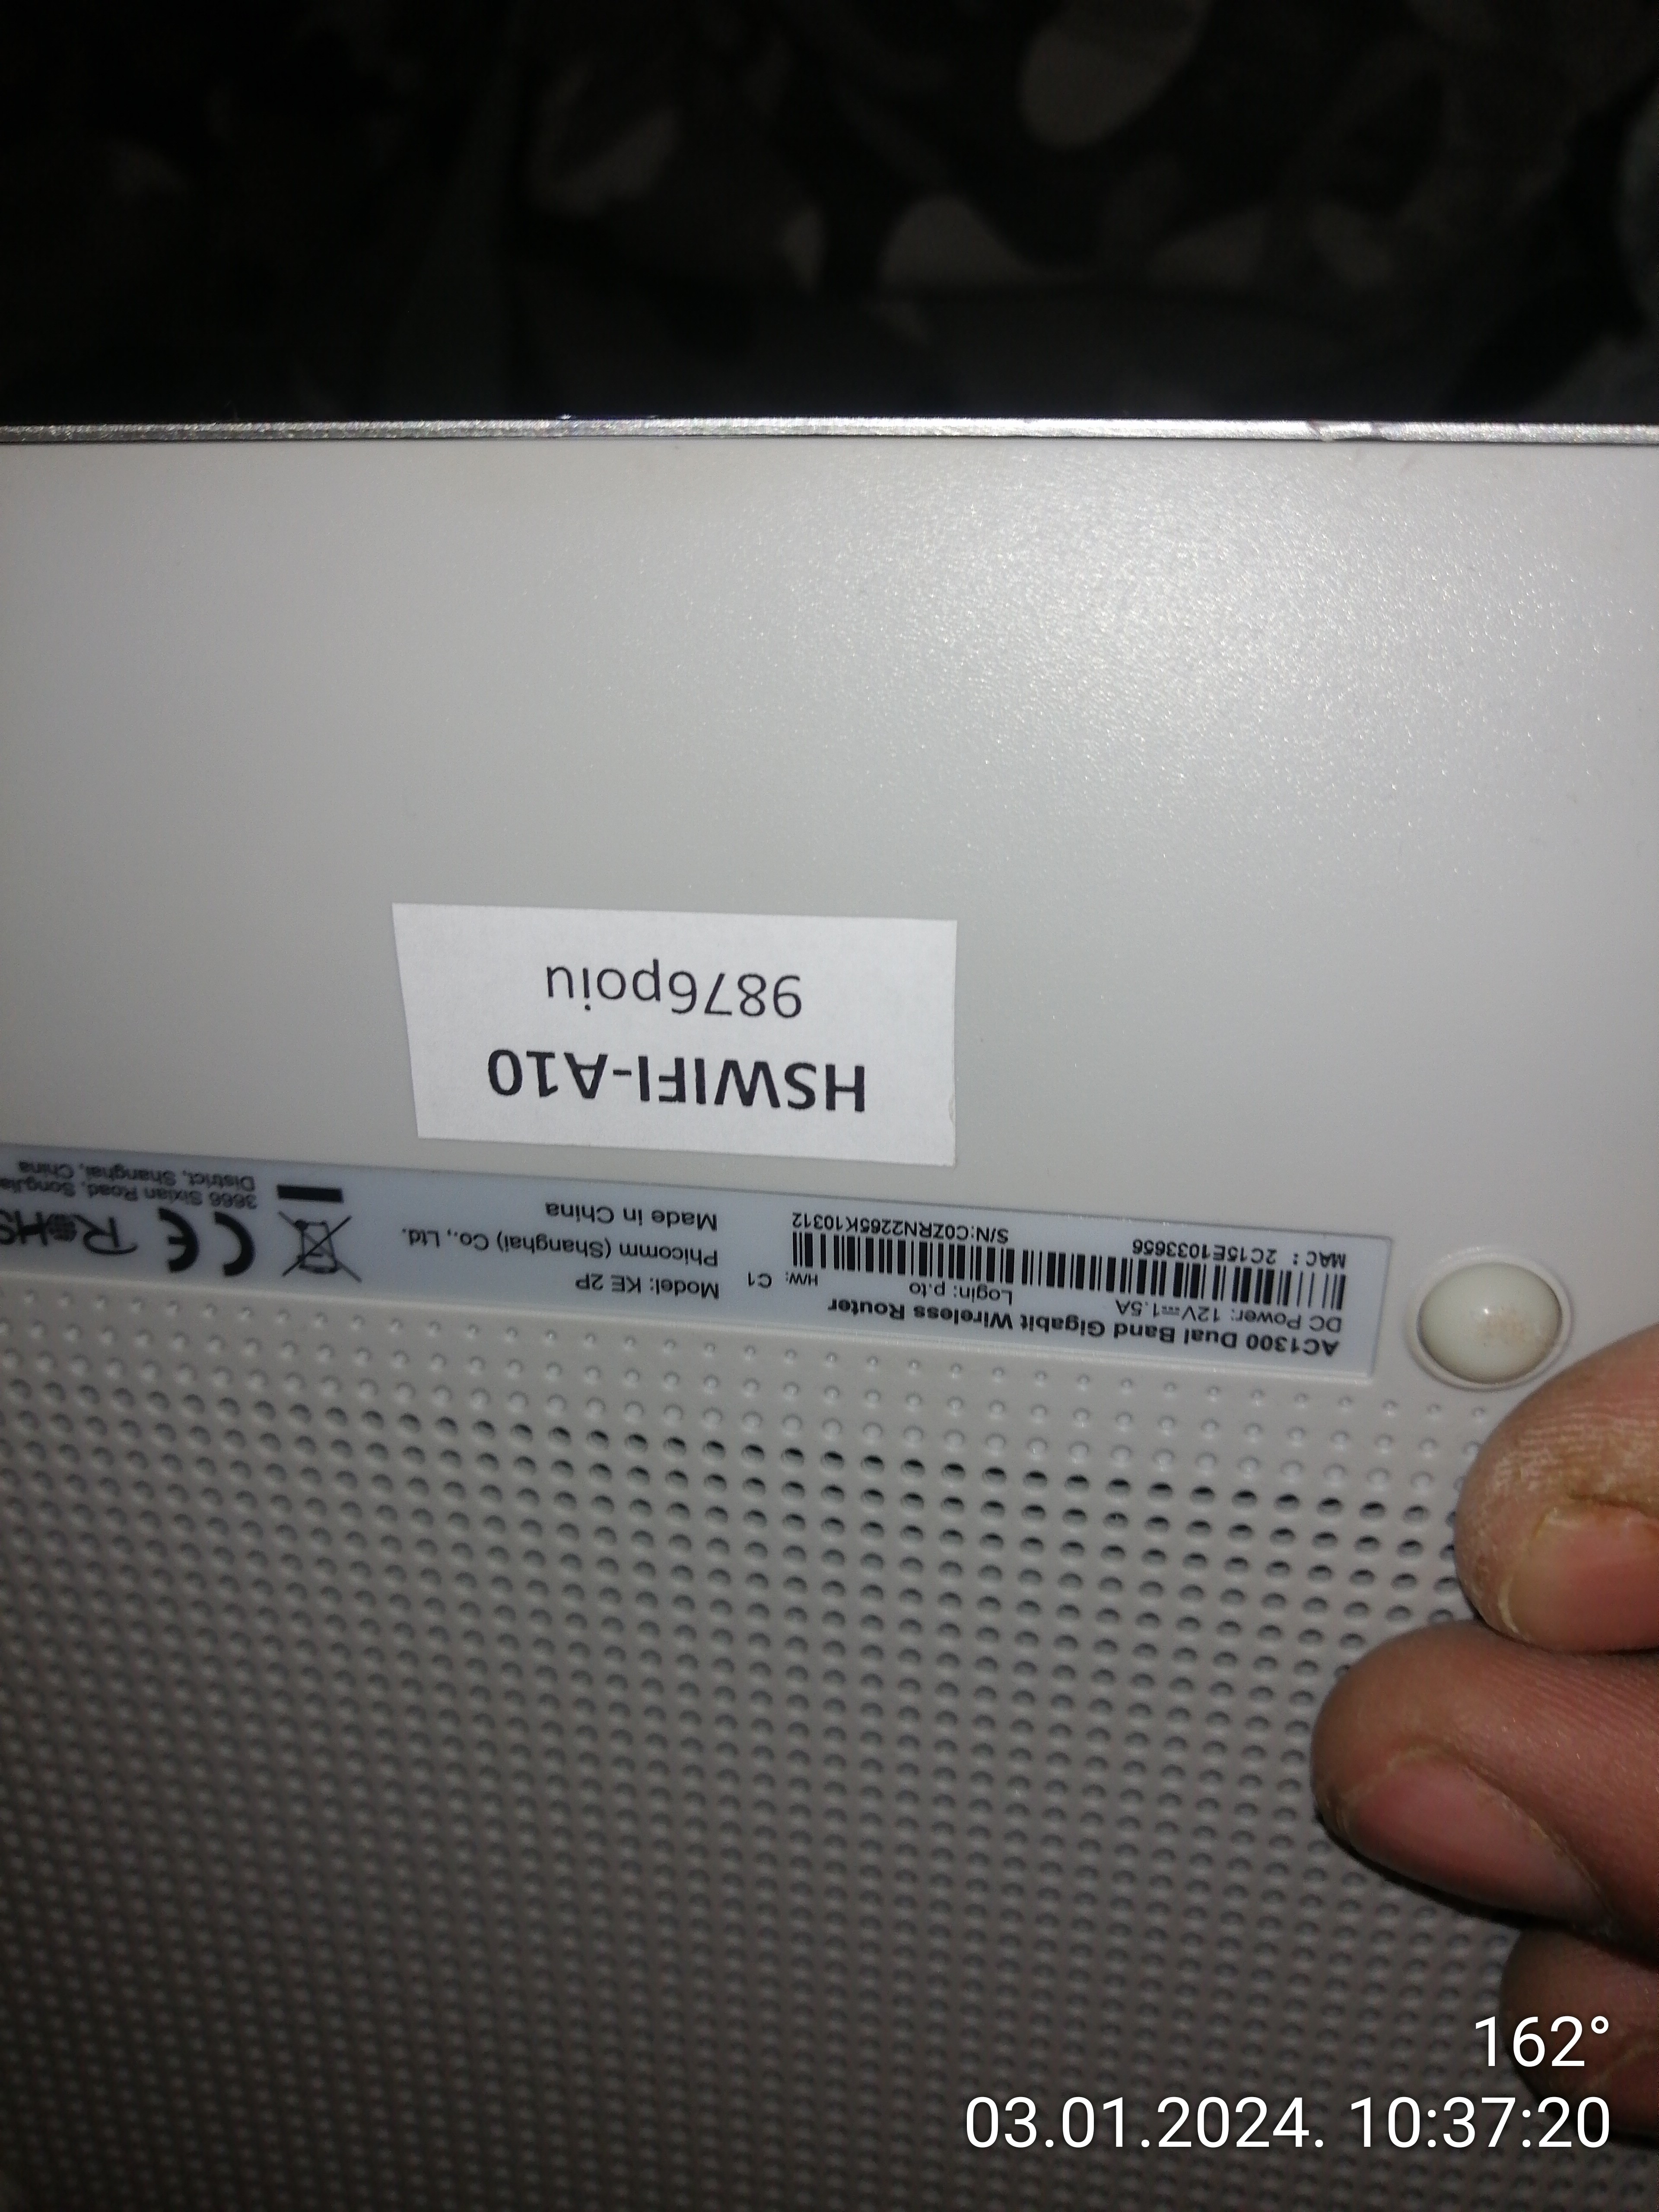 AC1300 Dual Band Gigabit Wireless Router
DC Power: 12V⎓1.5A
Login: p.to
HW: C1
MAC: 2C15E1033656
S/N:C0ZRN2265K10312
Model: KE 2P
Phicomm (Shanghai) Co., Ltd.
Made in China
CE
3666 Sixian Road,
District, Shanghai, China
HSWIFI-A10
9876poiu
162°
03.01.2024. 10:37:20